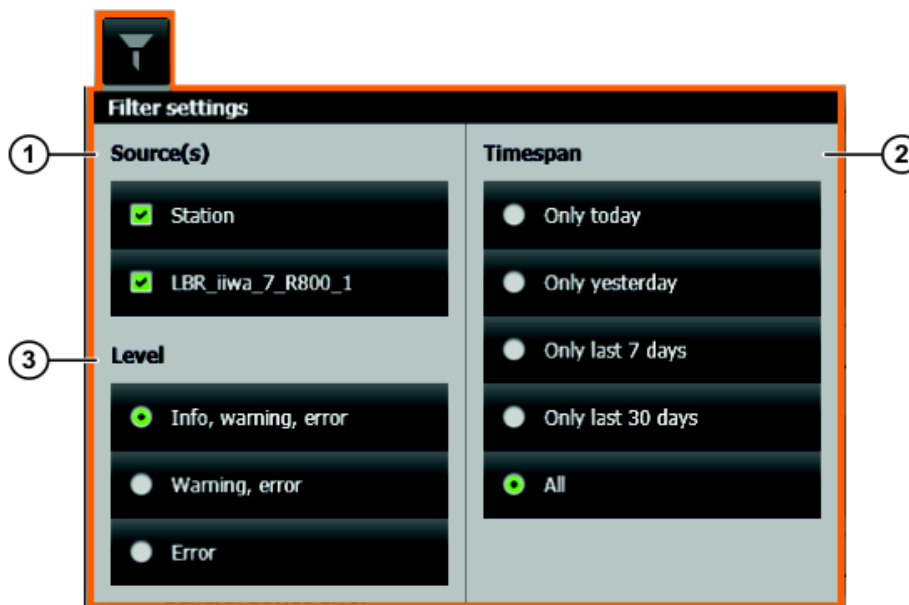 Filter settings
1
Source(s)
Station
LBR_iiwa_7_R800_1
3
Level
Info, warning, error
Warning, error
Error
Timespan
2
Only today
Only yesterday
Only last 7 days
Only last 30 days
All